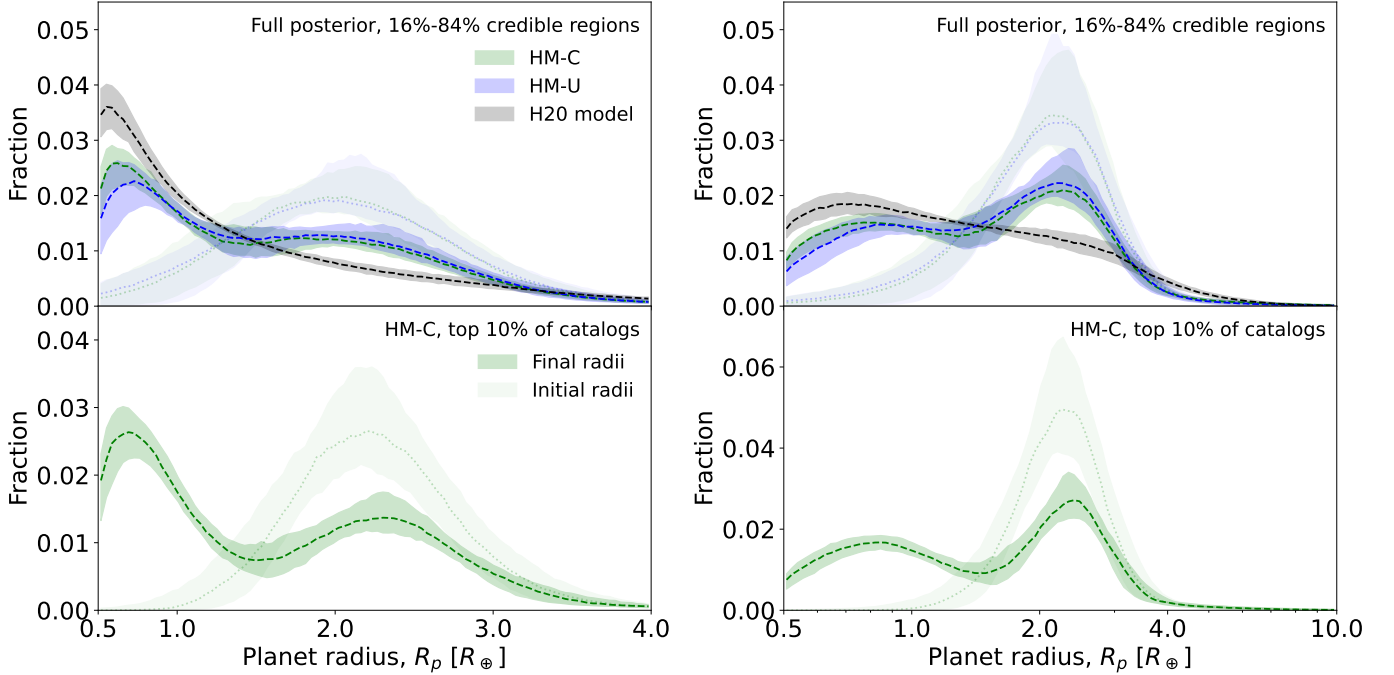 Full posterior, 16%-84% credible regions
HM-C
HM-U
H20 model
Fraction
0.05
0.04
0.03
0.02
0.01
0.00
Full posterior, 16%-84% credible regions
Fraction
0.05
0.04
0.03
0.02
0.01
0.00
HM-C, top 10% of catalogs
Final radii
Initial radii
Fraction
0.04
0.03
0.02
0.01
0.00
0.5 1.0 2.0 3.0 4.0
Planet radius, R_p [R_⊕]
HM-C, top 10% of catalogs
Fraction
0.06
0.04
0.02
0.00
0.5 1.0 2.0 4.0 10.0
Planet radius, R_p [R_⊕]